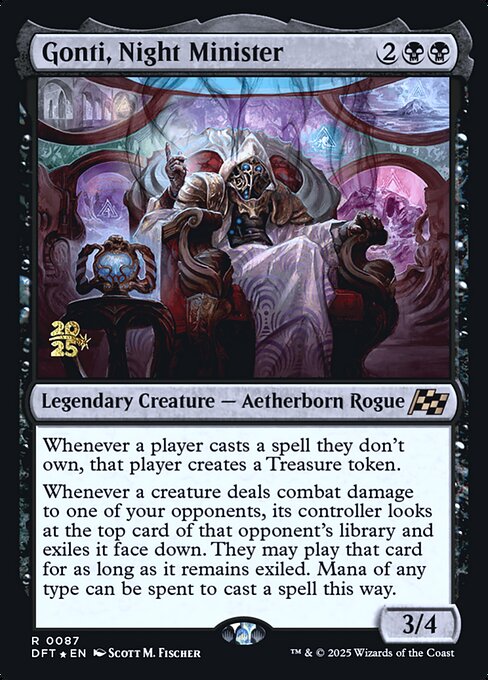 Gonti, Night Minister 2
20
25
Legendary Creature — Aetherborn Rogue
Whenever a player casts a spell they don't
own, that player creates a Treasure token.
Whenever a creature deals combat damage
to one of your opponents, its controller looks
at the top card of that opponent's library and
exiles it face down. They may play that card
for as long as it remains exiled. Mana of any
type can be spent to cast a spell this way.
3/4
R 0087
DFT ★ EN Scott M. Fischer ™ & © 2025 Wizards of the Coast